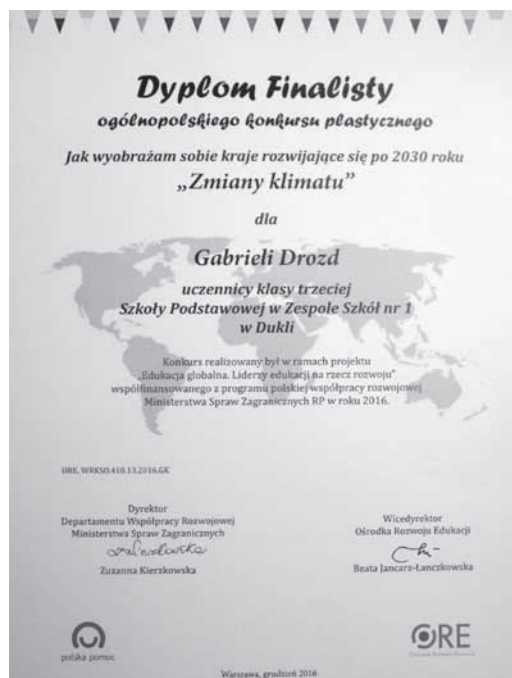 Dyplom Finalisty
ogólnopolskiego konkursu plastycznego
Jak wyobrażam sobie kraje rozwijające się po 2030 roku
„Zmiany klimatu”
dla
Gabrieli Drozd
uczennicy klasy trzeciej
Szkoły Podstawowej w Zespole Szkół nr 1
w Dukli
Konkurs realizowany był w ramach projektu
„Edukacja globalna. Liderzy edukacji na rzecz rozwoju”
współfinansowanego z programu polskiej współpracy rozwojowej
Ministerstwa Spraw Zagranicznych RP w roku 2016.
ORE. WRKSO.410.13.2016.GK
Dyrektor
Departamentu Współpracy Rozwojowej
Ministerstwa Spraw Zagranicznych
Zuzanna Kierzkowska
Wicedyrektor
Ośrodka Rozwoju Edukacji
Beata Jancarz-Łanczkowska
polska pomoc
ORE
Warszawa, grudzień 2016